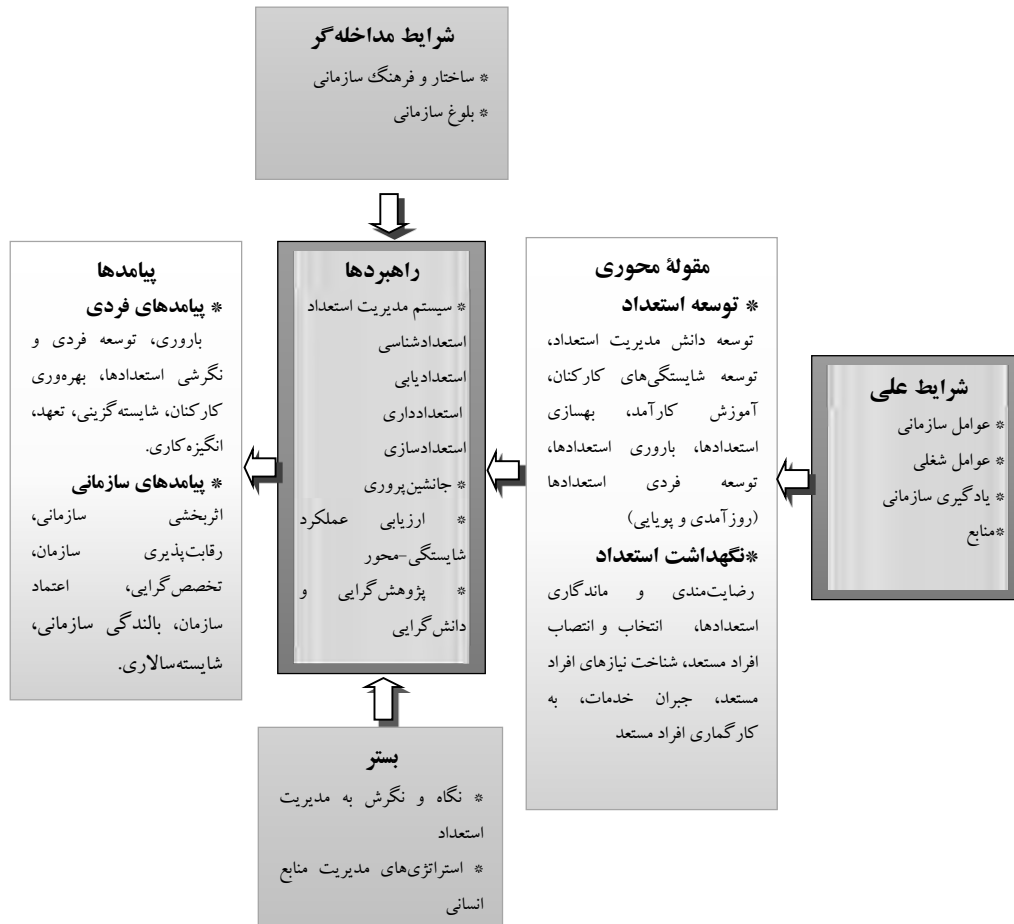 شرایط مداخله‌گر
* ساختار و فرهنگ سازمانی
* بلوغ سازمانی
شرایط علی
* عوامل سازمانی
* عوامل شغلی
* یادگیری سازمانی
*منابع
مقولۀ محوری
* توسعه استعداد
توسعه دانش مدیریت استعداد،
توسعه شایستگی‌های کارکنان،
آموزش کارآمد، بهسازی
استعدادها، باروری استعدادها،
توسعه فردی استعدادها
(روزآمدی و پویایی)
*نگهداشت استعداد
رضایت‌مندی و ماندگاری
استعدادها، انتخاب و انتصاب
افراد مستعد، شناخت نیازهای افراد
مستعد، جبران خدمات، به
کارگماری افراد مستعد
راهبردها
* سیستم مدیریت استعداد
استعدادشناسی
استعدادیابی
استعدادداری
استعدادسازی
* جانشین‌پروری
* ارزیابی عملکرد
شایستگی-محور
* پژوهش‌گرایی و
دانش‌گرایی
پیامدها
* پیامدهای فردی
باروری، توسعه فردی و
نگرشی استعدادها، بهره‌وری
کارکنان، شایسته‌گزینی، تعهد،
انگیزه‌کاری.
* پیامدهای سازمانی
اثربخشی سازمانی،
رقابت‌پذیری سازمان،
تخصص‌گرایی، اعتماد
سازمان، بالندگی سازمانی،
شایسته‌سالاری.
بستر
* نگاه و نگرش به مدیریت
استعداد
* استراتژی‌های مدیریت منابع
انسانی